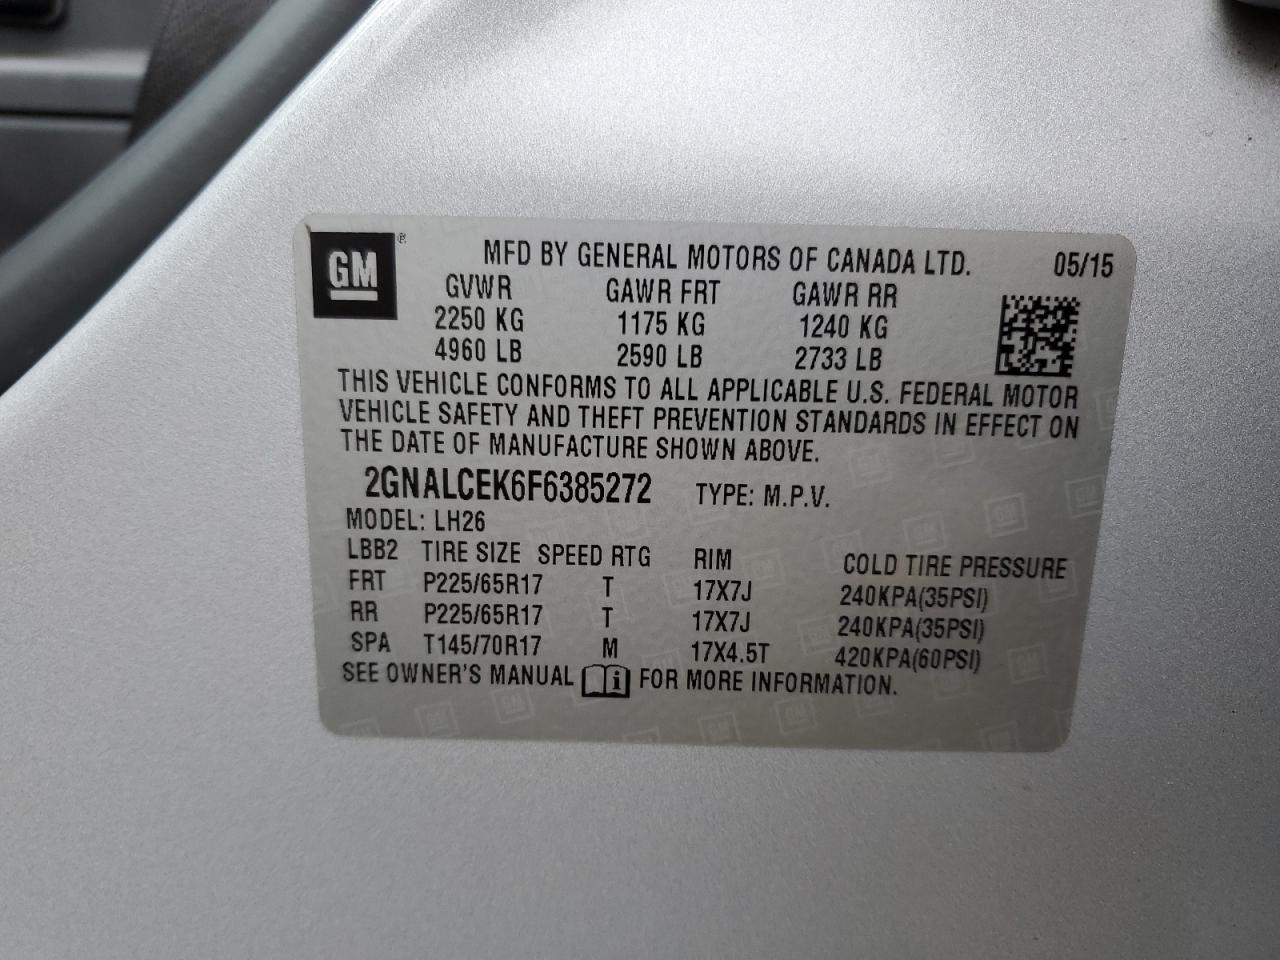 GM ® MFD BY GENERAL MOTORS OF CANADA LTD. 05/15
GVWR GAWR FRT GAWR RR
2250 KG 1175 KG 1240 KG
4960 LB 2590 LB 2733 LB
THIS VEHICLE CONFORMS TO ALL APPLICABLE U.S. FEDERAL MOTOR
VEHICLE SAFETY AND THEFT PREVENTION STANDARDS IN EFFECT ON
THE DATE OF MANUFACTURE SHOWN ABOVE.
2GNALCEK6F6385272 TYPE: M.P.V.
MODEL: LH26
LBB2 TIRE SIZE SPEED RTG RIM COLD TIRE PRESSURE
FRT P225/65R17 T 17X7J 240KPA(35PSI)
RR P225/65R17 T 17X7J 240KPA(35PSI)
SPA T145/70R17 M 17X4.5T 420KPA(60PSI)
SEE OWNER'S MANUAL i FOR MORE INFORMATION.